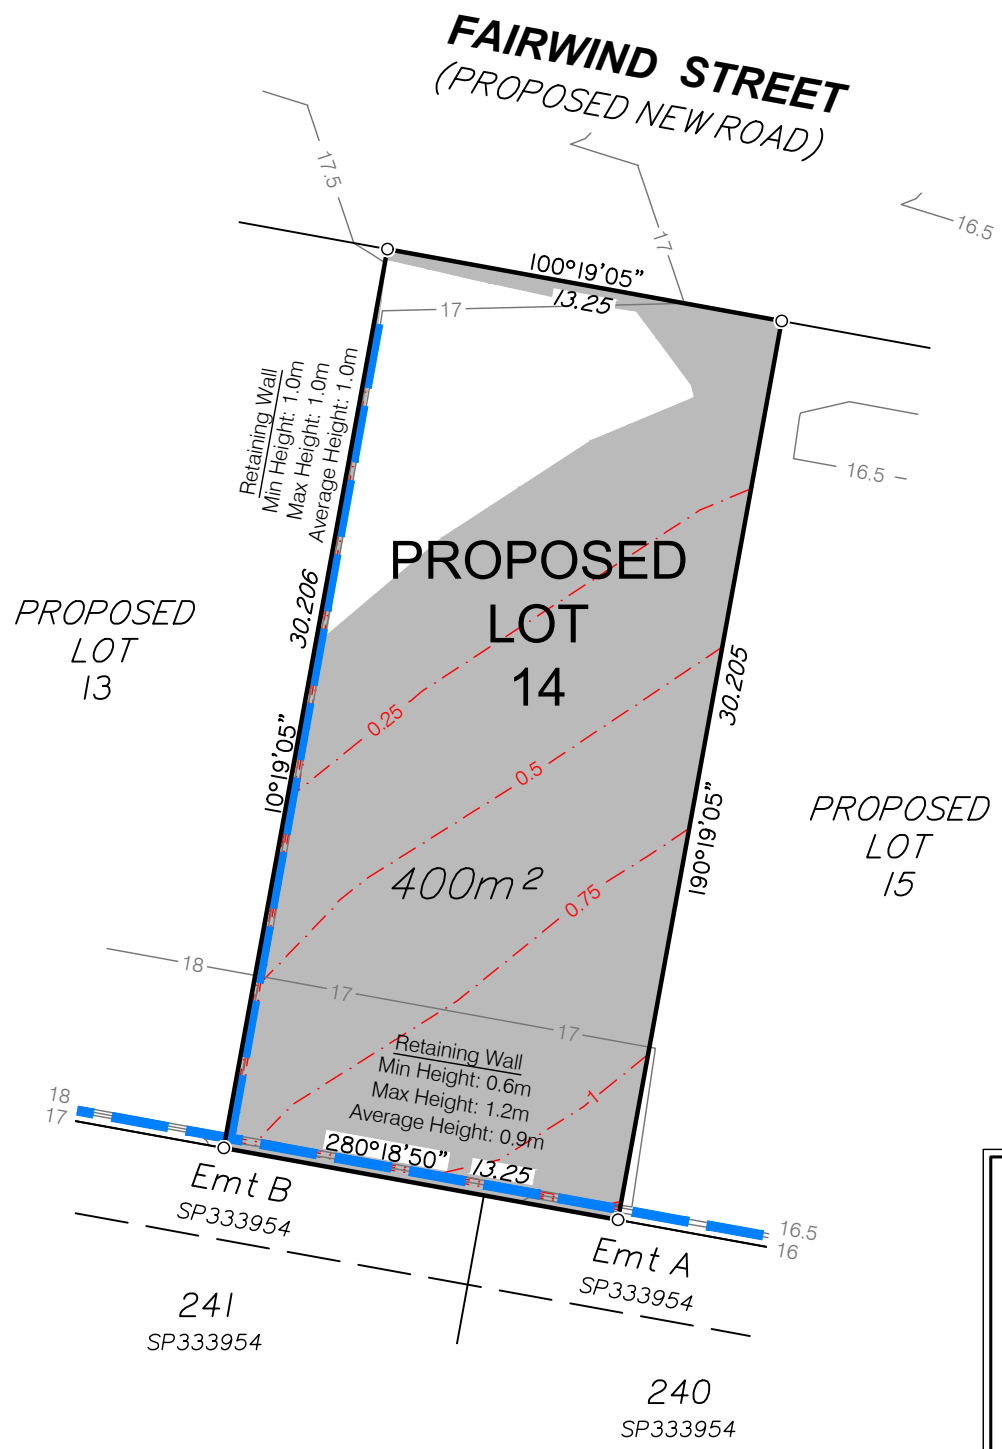 FAIRWIND STREET
(PROPOSED NEW ROAD)
17.5
17
16.5
100°19'05"
13.25
17
Retaining Wall
Min Height: 1.0m
Max Height: 1.0m
Average Height: 1.0m
16.5
PROPOSED
LOT
14
30.206
PROPOSED
LOT
13
30.205
0.25
0.5
10°19'05"
190°19'05"
PROPOSED
LOT
15
400m²
0.75
18
17
17
Retaining Wall
Min Height: 0.6m
Max Height: 1.2m
Average Height: 0.9m
1
18
17
280°18'50"
13.25
Emt B
SP333954
16.5
16
Emt A
SP333954
241
SP333954
240
SP333954